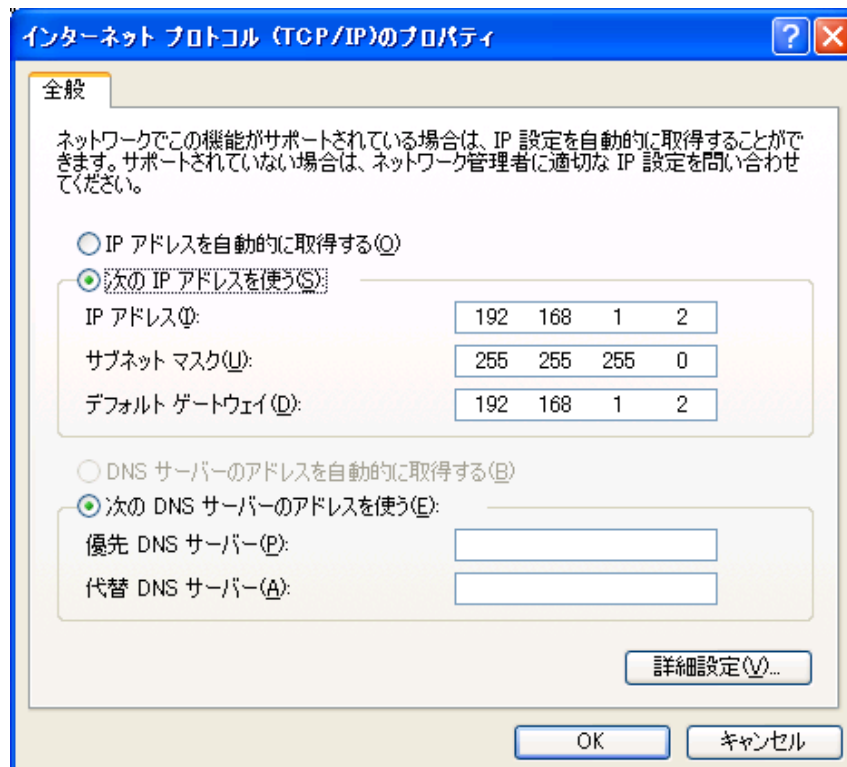 インターネット プロトコル (TCP/IP)のプロパティ
全般
ネットワークでこの機能がサポートされている場合は、IP 設定を自動的に取得することがで
きます。サポートされていない場合は、ネットワーク管理者に適切な IP 設定を問い合わせ
てください。
IP アドレスを自動的に取得する(O)
次の IP アドレスを使う(S):
IP アドレス(I): 192 168 1 2
サブネット マスク(U): 255 255 255 0
デフォルト ゲートウェイ(D): 192 168 1 2
DNS サーバーのアドレスを自動的に取得する(B)
次の DNS サーバーのアドレスを使う(E):
優先 DNS サーバー(P):
代替 DNS サーバー(A):
詳細設定(V)...
OK キャンセル